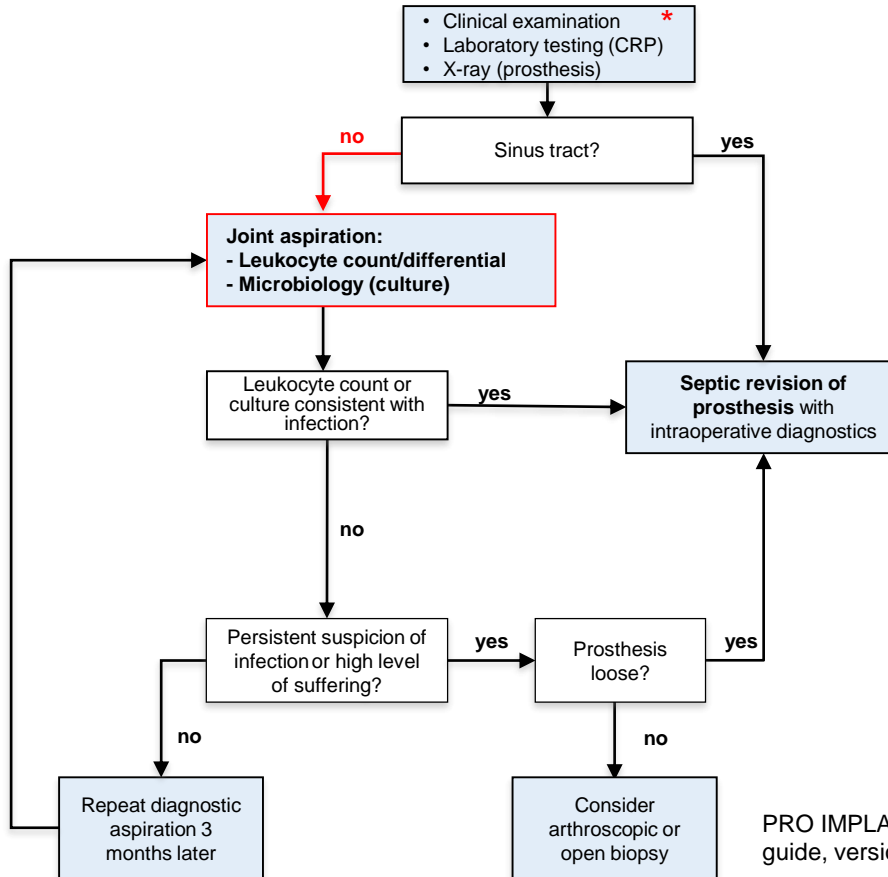 • Clinical examination *
• Laboratory testing (CRP)
• X-ray (prosthesis)
no
Sinus tract?
yes
Joint aspiration:
- Leukocyte count/differential
- Microbiology (culture)
Leukocyte count or
culture consistent with
infection?
yes
Septic revision of
prosthesis with
intraoperative diagnostics
no
Persistent suspicion of
infection or high level
of suffering?
yes
Prosthesis
loose?
yes
no
no
Repeat diagnostic
aspiration 3
months later
Consider
arthroscopic or
open biopsy
PRO
guide,